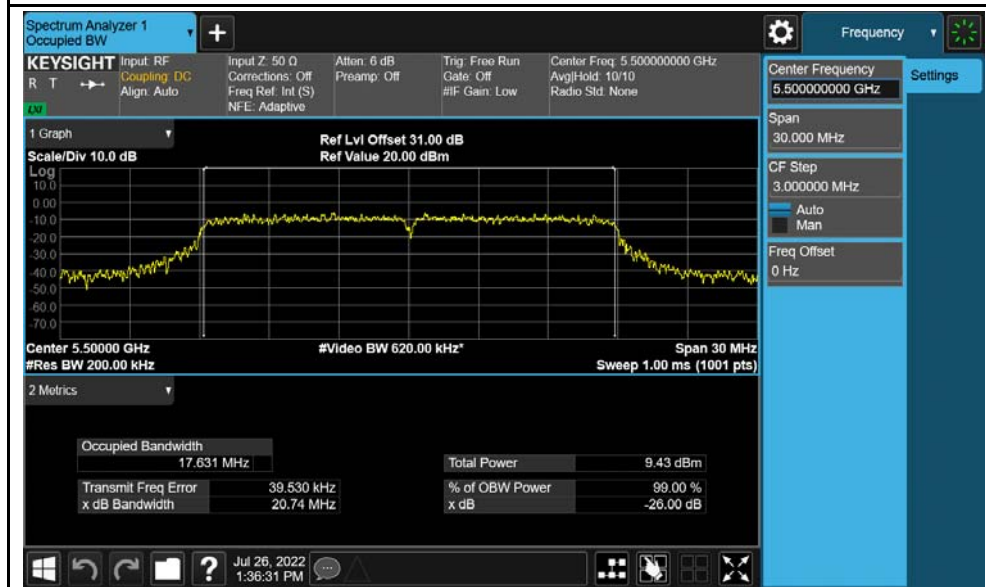 Spectrum Analyzer 1
Occupied BW
+
Frequency
KEYSIGHT
R T
LXI
Input: RF
Coupling: DC
Align: Auto
Input Z: 50 Ω
Corrections: Off
Freq Ref: Int (S)
NFE: Adaptive
Atten: 6 dB
Preamp: Off
Trig: Free Run
Gate: Off
#IF Gain: Low
Center Freq: 5.500000000 GHz
Avg|Hold: 10/10
Radio Std: None
Center Frequency
5.500000000 GHz
Settings
Span
30.000 MHz
CF Step
3.000000 MHz
Auto
Man
Freq Offset
0 Hz
1 Graph
Scale/Div 10.0 dB
Ref Lvl Offset 31.00 dB
Ref Value 20.00 dBm
Log
10.0
0.00
-10.0
-20.0
-30.0
-40.0
-50.0
-60.0
-70.0
Center 5.50000 GHz
#Video BW 620.00 kHz*
Span 30 MHz
#Res BW 200.00 kHz
Sweep 1.00 ms (1001 pts)
2 Metrics
Occupied Bandwidth
17.631 MHz
Total Power 9.43 dBm
Transmit Freq Error 39.530 kHz
% of OBW Power 99.00 %
x dB Bandwidth 20.74 MHz
x dB -26.00 dB
?
Jul 26, 2022
1:36:31 PM